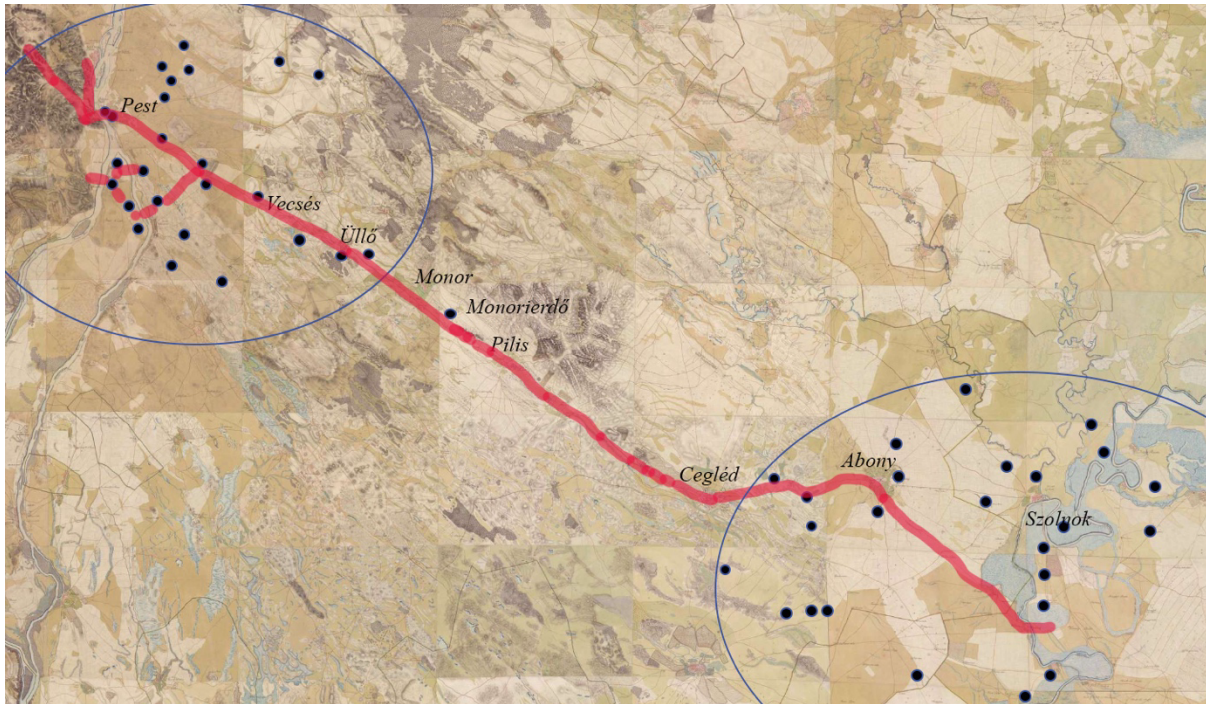 Pest
Vecsés
Üllő
Monor
Monorierdő
Pilis
Cegléd
Abony
Szolnok